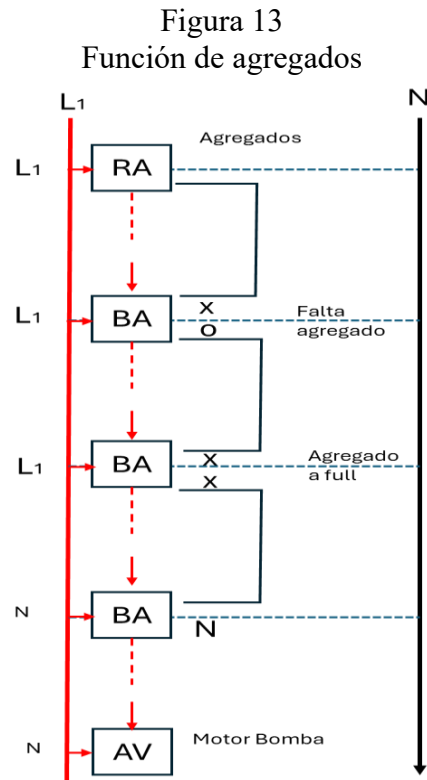 Figura 13
Función de agregados
L1 N
Agregados
L1 RA
X
L1 BA Falta
O agregado
X
L1 BA Agregado
X a full
N BA
N
N AV Motor Bomba